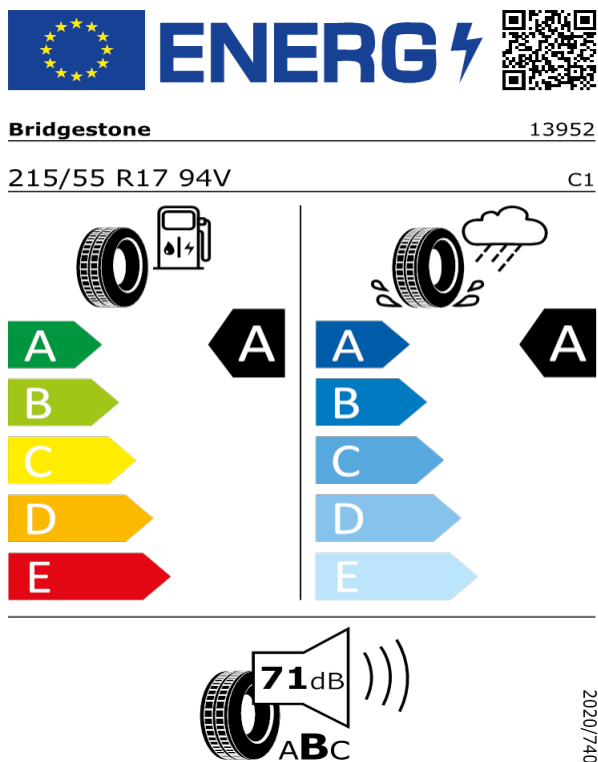 ENERG
Bridgestone 13952
215/55 R17 94V C1
A A A A
B B
C C
D D
E E
71dB
ABC
2020/740